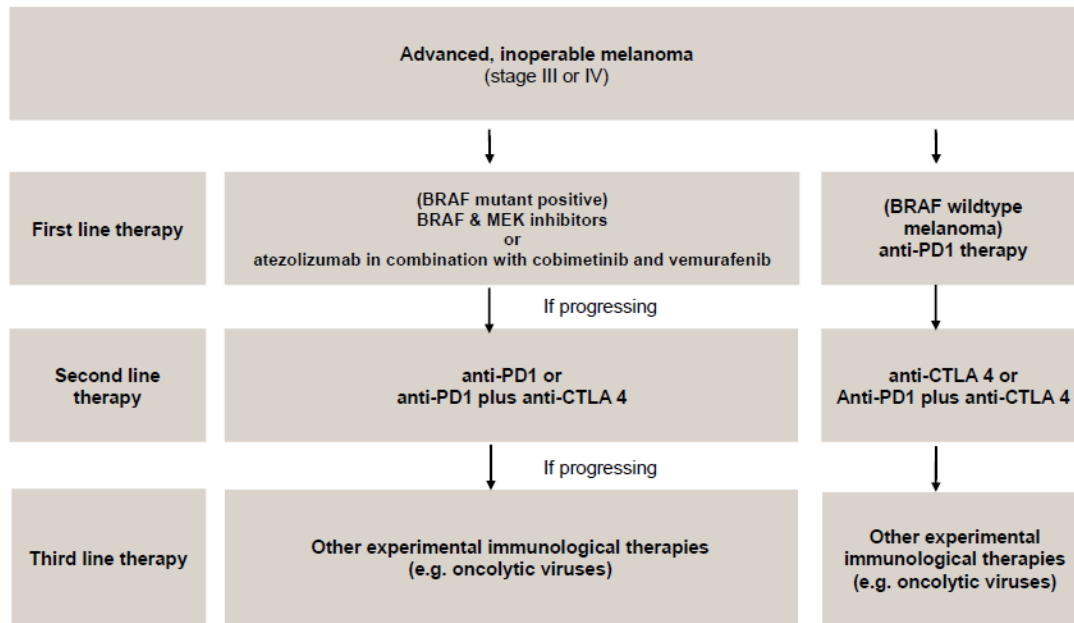 Advanced, inoperable melanoma
(stage III or IV)
First line therapy
(BRAF mutant positive)
BRAF & MEK inhibitors
or
atezolizumab in combination with cobimetinib and vemurafenib
(BRAF wildtype
melanoma)
anti-PD1 therapy
If progressing
Second line
therapy
anti-PD1 or
anti-PD1 plus anti-CTLA 4
anti-CTLA 4 or
Anti-PD1 plus anti-CTLA 4
If progressing
Third line therapy
Other experimental immunological therapies
(e.g. oncolytic viruses)
Other experimental
immunological therapies
(e.g. oncolytic viruses)